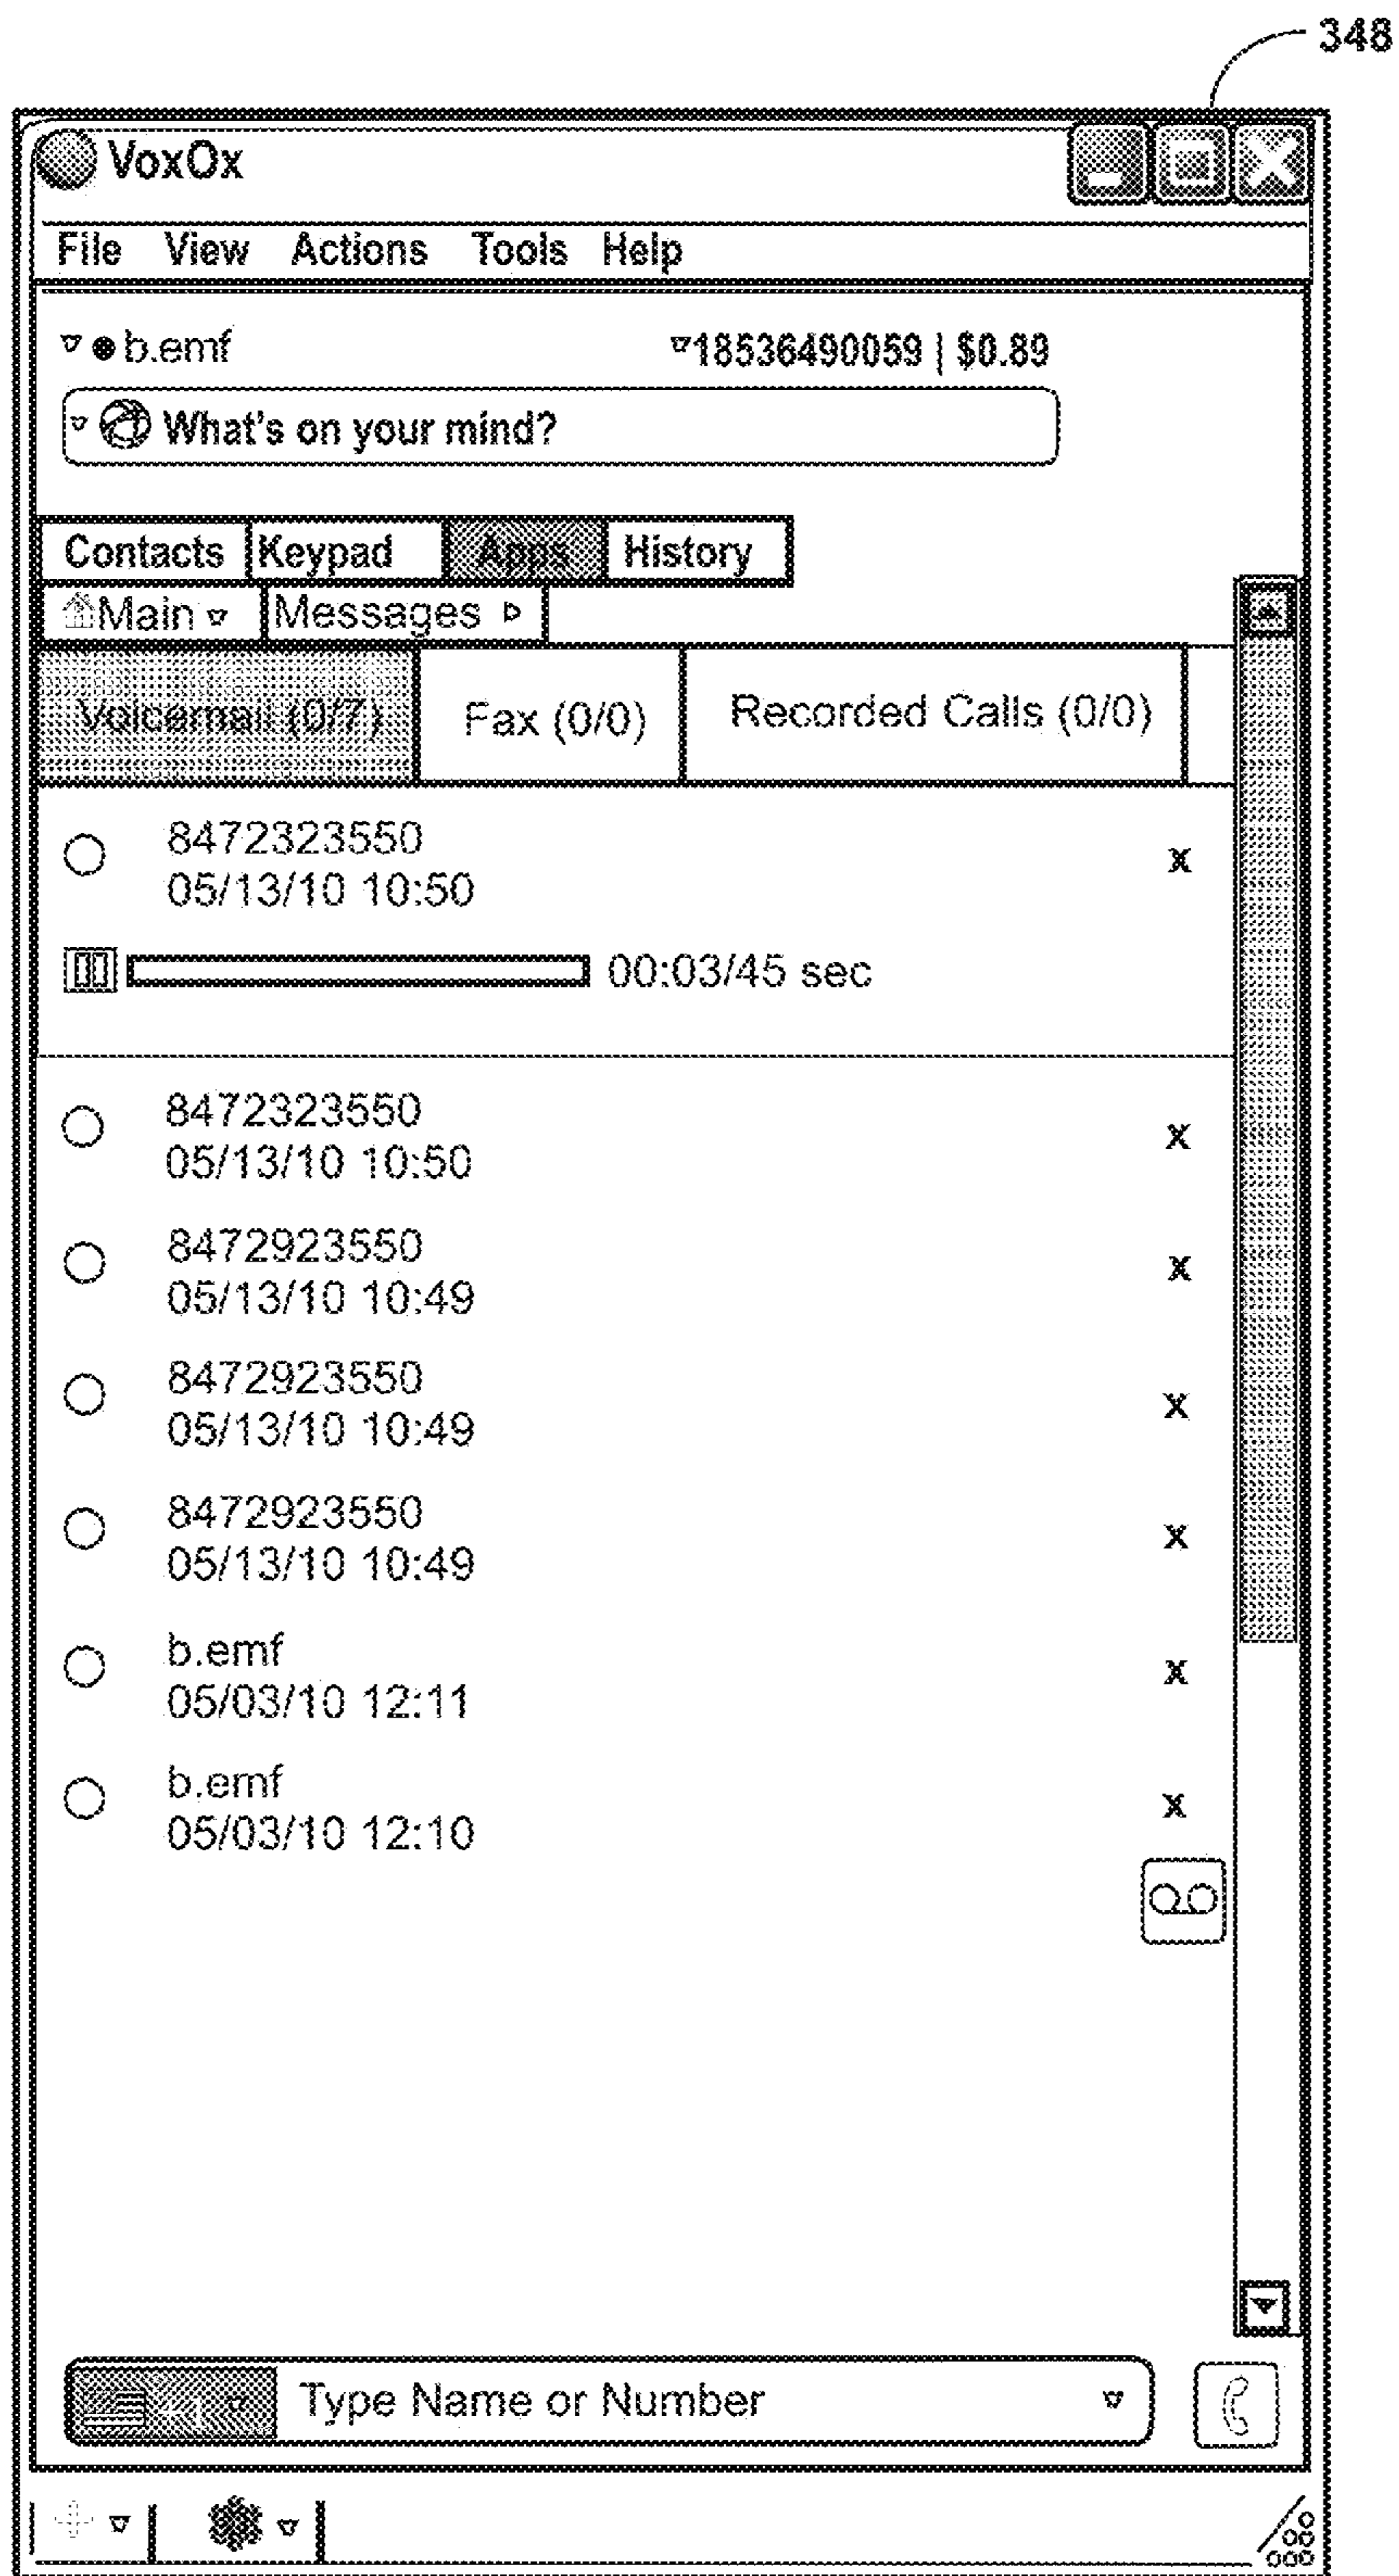 348
VoxOx
File View Actions Tools Help
b.emf 18536490059 | $0.89
What's on your mind?
Contacts Keypad Apps History
Main Messages
Voicemail (0/7) Fax (0/0) Recorded Calls (0/0)
8472323550 x
05/13/10 10:50
00:03/45 sec
8472323550 x
05/13/10 10:50
8472923550 x
05/13/10 10:49
8472923550 x
05/13/10 10:49
8472923550 x
05/13/10 10:49
b.emf x
05/03/10 12:11
b.emf x
05/03/10 12:10
+1 Type Name or Number